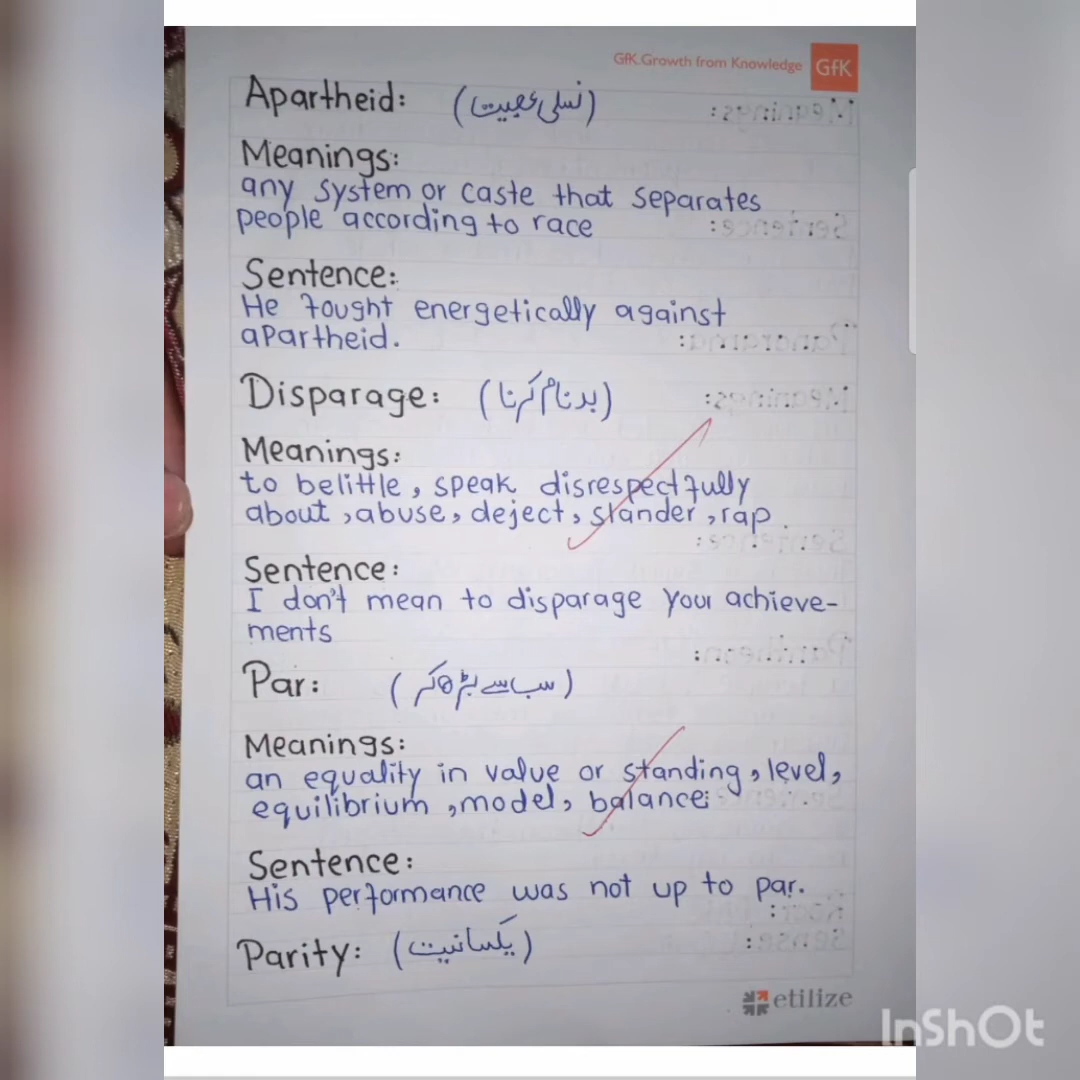 GfK. Growth from Knowledge GfK
Apartheid: (نسلی عصبیت)
Meanings:
any system or caste that separates
people according to race
Sentence:
He fought energetically against
apartheid.
Disparage: (بدنام کرنا)
Meanings:
to belittle, speak disrespectfully
about, abuse, deject, slander, rap.
Sentence:
I don't mean to disparage your achieve-
ments
Par: (سب سے بڑھ کر)
Meanings:
an equality in value or standing, level,
equilibrium, model, balance
Sentence:
His performance was not up to par.
Parity: (یکسانیت)
etilize
InShOt